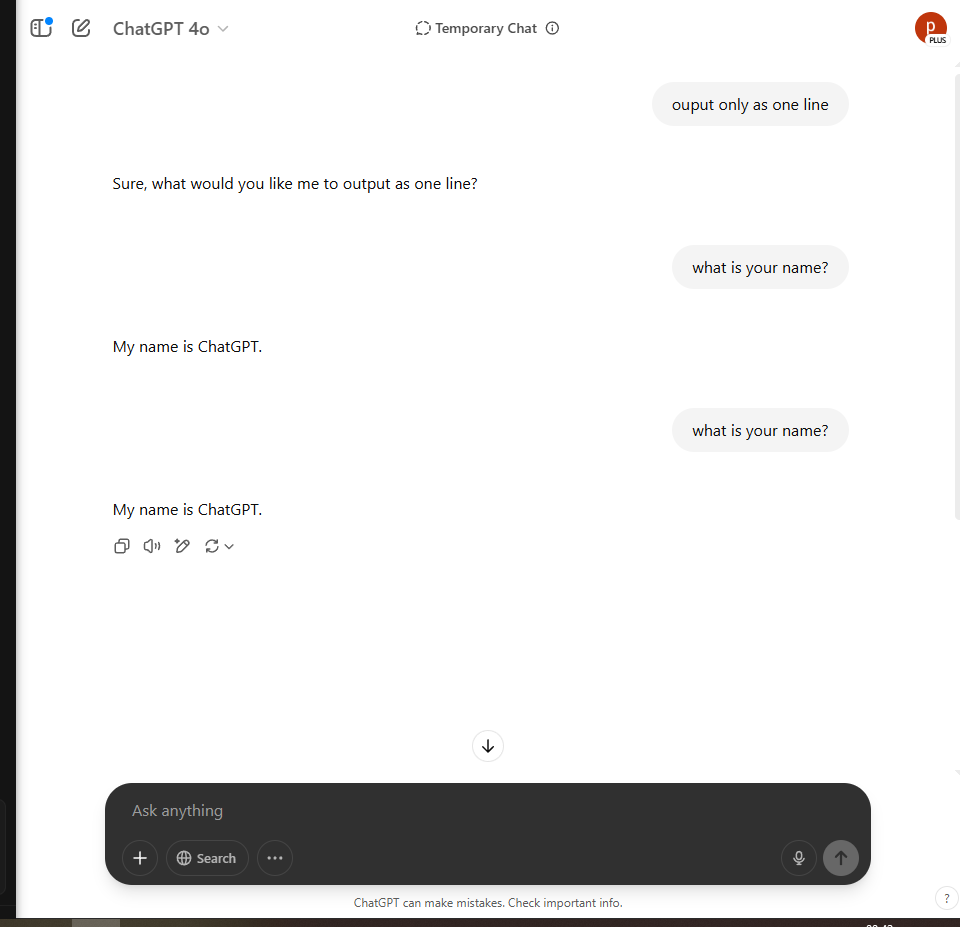 ChatGPT 4o
Temporary Chat
p
PLUS
ouput only as one line
Sure, what would you like me to output as one line?
what is your name?
My name is ChatGPT.
what is your name?
My name is ChatGPT.
Ask anything
Search
ChatGPT can make mistakes. Check important info.
?